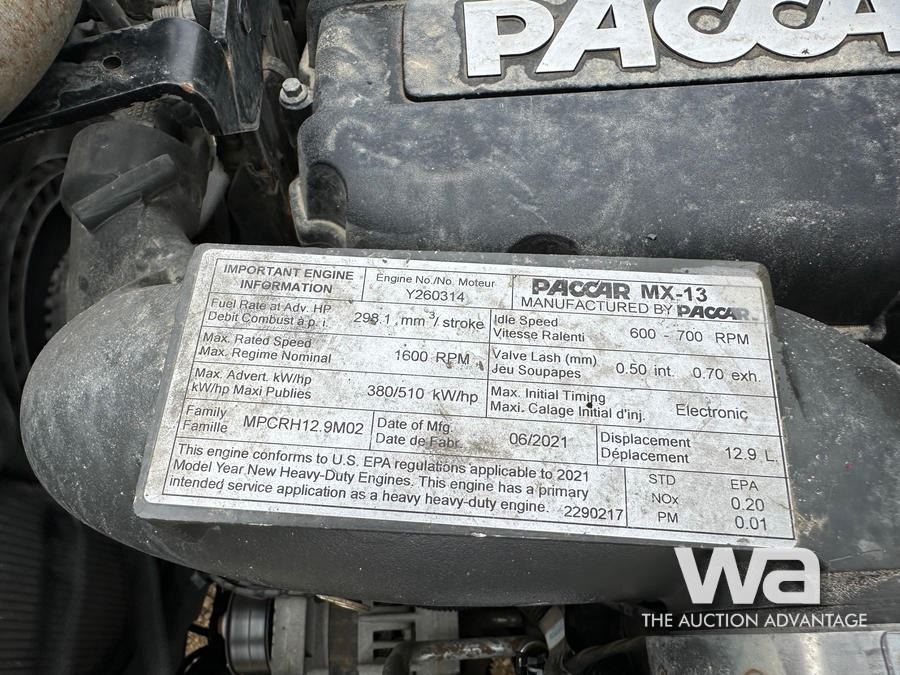 PACCAR
IMPORTANT ENGINE
INFORMATION
Engine No./No. Moteur
Y260314
PACCAR MX-13
MANUFACTURED BY PACCAR
Fuel Rate at Adv. HP
Debit Combust à p. i.
298.1 mm³/ stroke
Idle Speed
Vitesse Ralenti
600 - 700 RPM
Max. Rated Speed
Max. Regime Nominal
1600 RPM
Valve Lash (mm)
Jeu Soupapes
0.50 int. 0.70 exh.
Max. Advert. kW/hp
kW/hp Maxi Publies
380/510 kW/hp
Max. Initial Timing
Maxi. Calage Initial d'inj.
Electronic
Family
Famille
MPCRH12.9M02
Date of Mfg.
Date de Fabr.
06/2021
Displacement
Déplacement
12.9 L.
This engine conforms to U.S. EPA regulations applicable to 2021
Model Year New Heavy-Duty Engines. This engine has a primary
intended service application as a heavy heavy-duty engine. 2290217
STD EPA
NOx 0.20
PM 0.01
wa
THE AUCTION ADVANTAGE